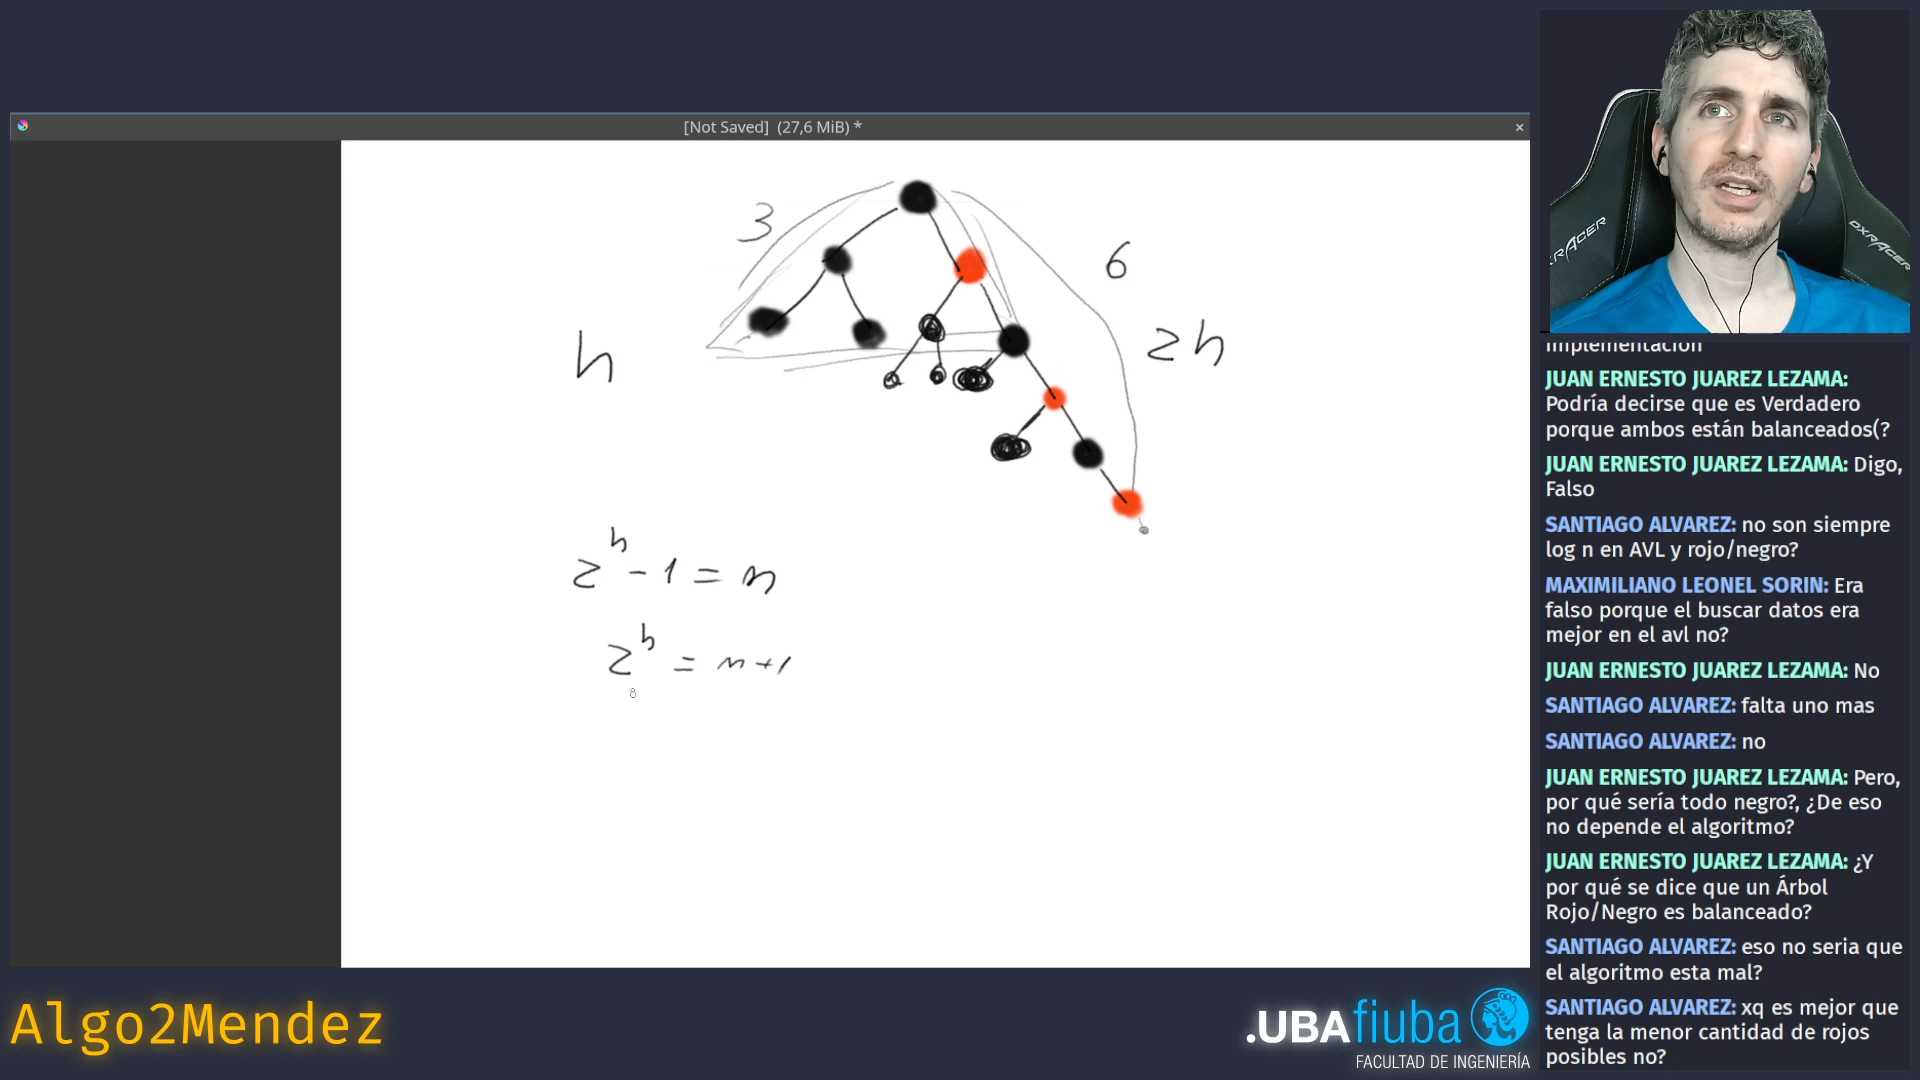 [Not Saved] (27,6 MiB) *
×
3
6
h
2h
2^h - 1 = n
2^h = n+1
DXRACER
implementación
JUAN ERNESTO JUAREZ LEZAMA:
Podría decirse que es Verdadero
porque ambos están balanceados(?
JUAN ERNESTO JUAREZ LEZAMA: Digo,
Falso
SANTIAGO ALVAREZ: no son siempre
log n en AVL y rojo/negro?
MAXIMILIANO LEONEL SORIN: Era
falso porque el buscar datos era
mejor en el avl no?
JUAN ERNESTO JUAREZ LEZAMA: No
SANTIAGO ALVAREZ: falta uno mas
SANTIAGO ALVAREZ: no
JUAN ERNESTO JUAREZ LEZAMA: Pero,
por qué sería todo negro?, ¿De eso
no depende el algoritmo?
JUAN ERNESTO JUAREZ LEZAMA: ¿Y
por qué se dice que un Árbol
Rojo/Negro es balanceado?
SANTIAGO ALVAREZ: eso no seria que
el algoritmo esta mal?
SANTIAGO ALVAREZ: xq es mejor que
tenga la menor cantidad de rojos
posibles no?
Algo2Mendez
.UBAfiuba
FACULTAD DE INGENIERÍA